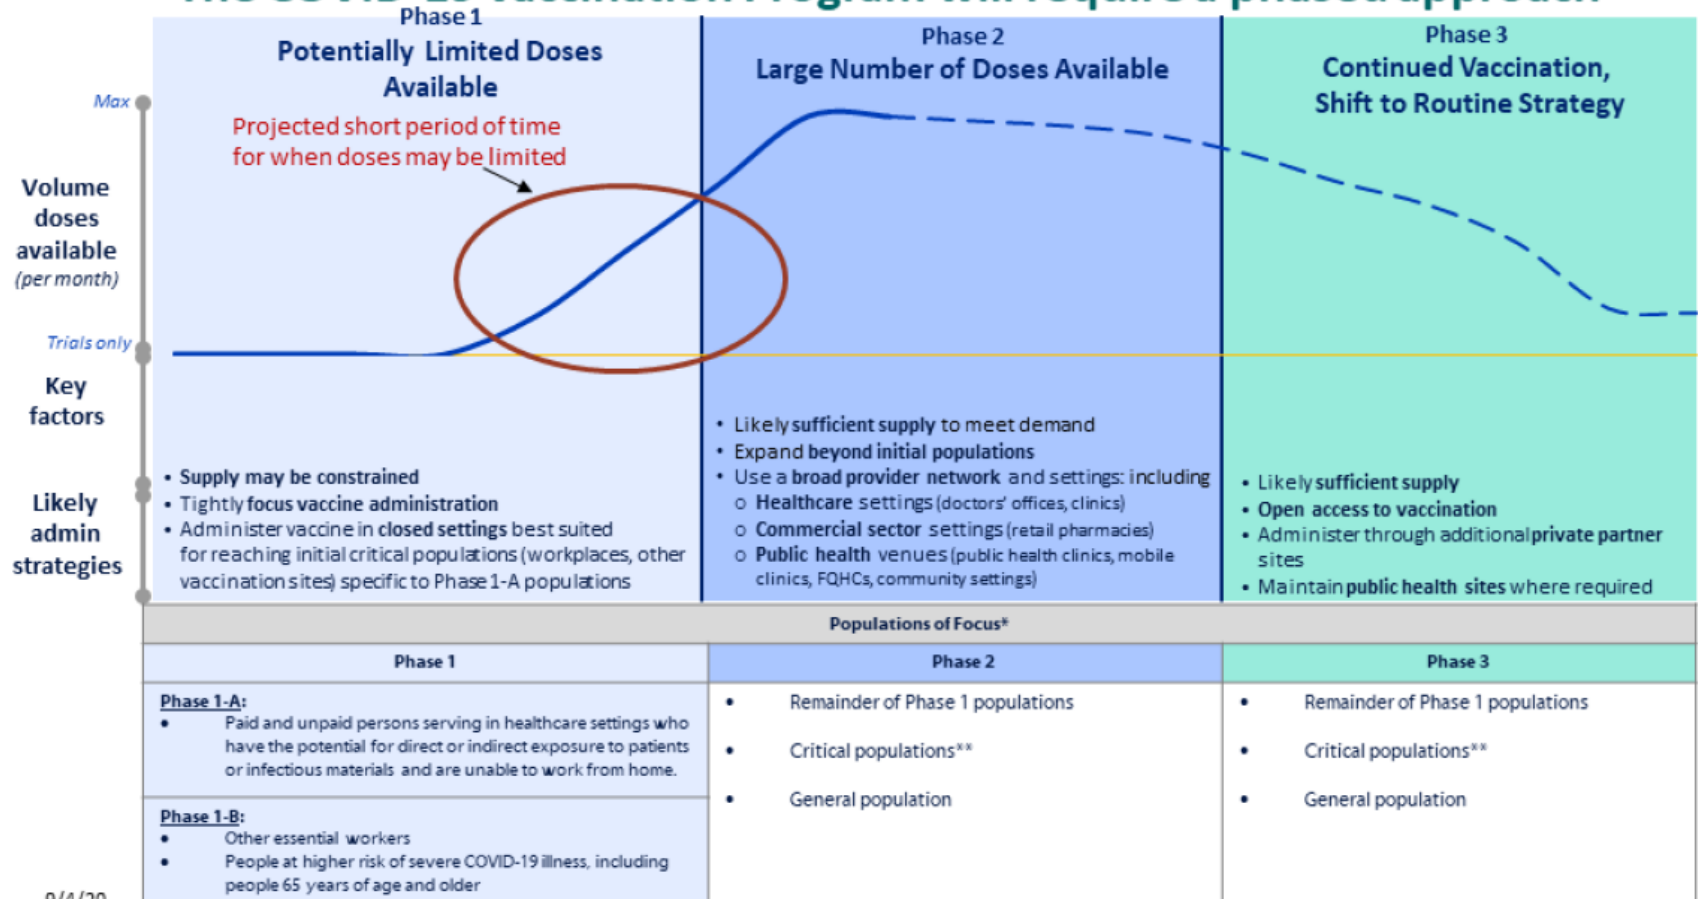 The COVID-19 Vaccination Program will require a phased approach
Phase 1
Potentially Limited Doses
Available
Projected short period of time
for when doses may be limited
Phase 2
Large Number of Doses Available
Phase 3
Continued Vaccination,
Shift to Routine Strategy
Max
Volume
doses
available
(per month)
Trials only
Key
factors
Likely
admin
strategies
• Supply may be constrained
• Tightly focus vaccine administration
• Administer vaccine in closed settings best suited
for reaching initial critical populations (workplaces, other
vaccination sites) specific to Phase 1-A populations
• Likely sufficient supply to meet demand
• Expand beyond initial populations
• Use a broad provider network and settings: including
o Healthcare settings (doctors' offices, clinics)
o Commercial sector settings (retail pharmacies)
o Public health venues (public health clinics, mobile
clinics, FQHCs, community settings)
• Likely sufficient supply
• Open access to vaccination
• Administer through additional private partner
sites
• Maintain public health sites where required
Populations of Focus*
Phase 1
Phase 2
Phase 3
Phase 1-A:
• Paid and unpaid persons serving in healthcare settings who
have the potential for direct or indirect exposure to patients
or infectious materials and are unable to work from home.
Phase 1-B:
• Other essential workers
• People at higher risk of severe COVID-19 illness, including
people 65 years of age and older
• Remainder of Phase 1 populations
• Critical populations**
• General population
• Remainder of Phase 1 populations
• Critical populations**
• General population